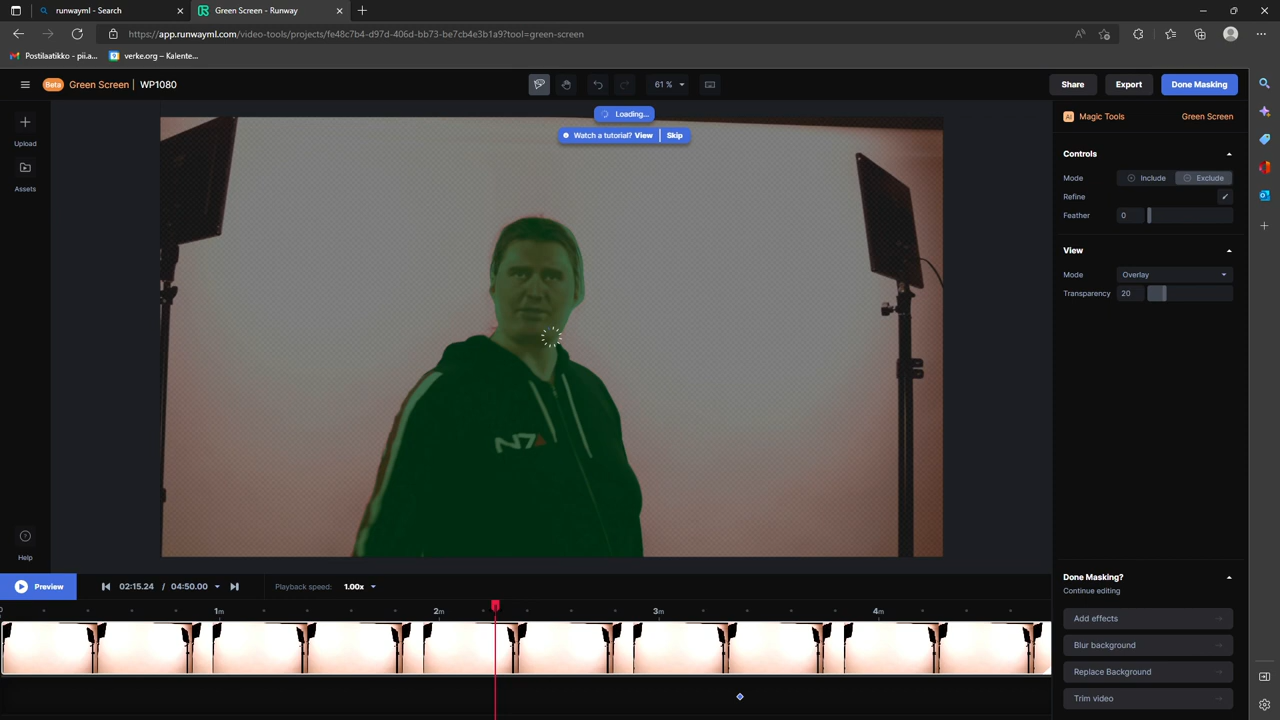 runwayml - Search
Green Screen - Runway
https://app.runwayml.com/video-tools/projects/fe48c7b4-d97d-406d-bb73-be7cb4e3b1a9?tool=green-screen
Postilaatikko - pii.a...
verke.org – Kalente...
Beta Green Screen | WP1080
61 %
Share
Export
Done Masking
Loading...
Watch a tutorial? View | Skip
Upload
Assets
Help
N7
AI Magic Tools
Green Screen
Controls
Mode
Include
Exclude
Refine
Feather
0
View
Mode
Overlay
Transparency
20
Done Masking?
Continue editing
Add effects
Blur background
Replace Background
Trim video
Preview
02:15.24 / 04:50.00
Playback speed: 1.00x
0
1m
2m
3m
4m